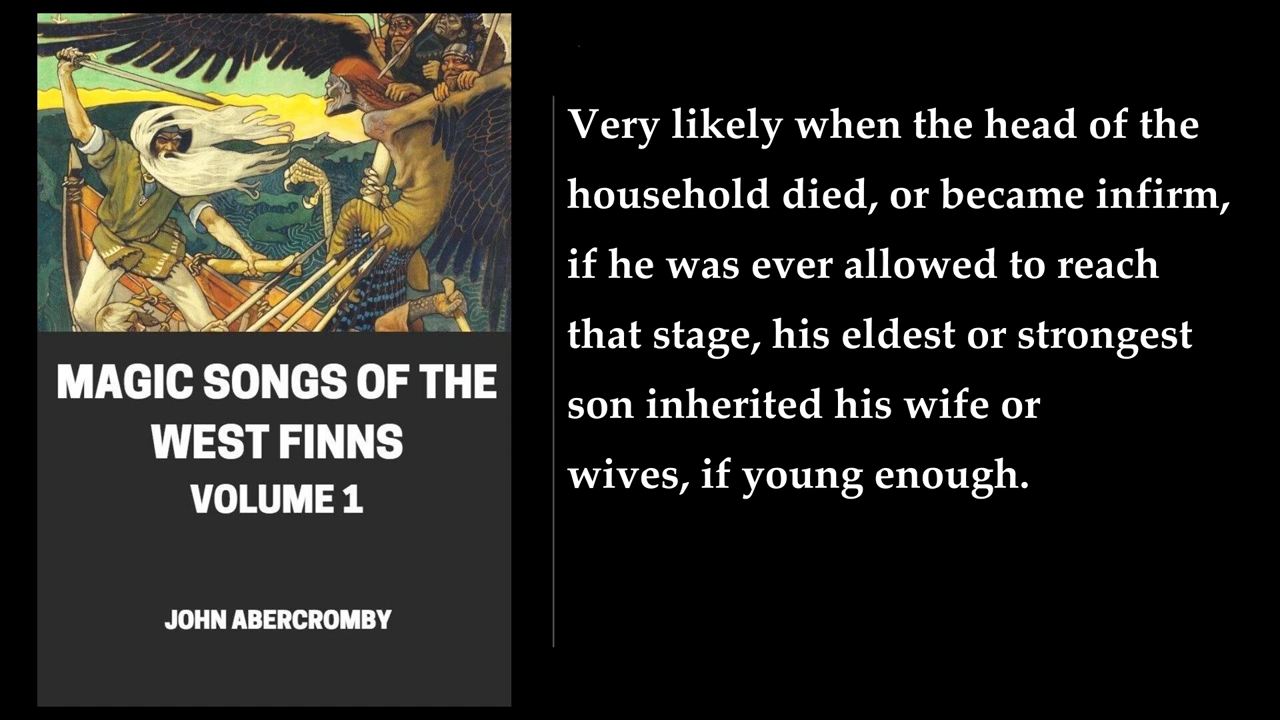 MAGIC SONGS OF THE
WEST FINNS
VOLUME 1
JOHN ABERCROMBY
Very likely when the head of the
household died, or became infirm,
if he was ever allowed to reach
that stage, his eldest or strongest
son inherited his wife or
wives, if young enough.